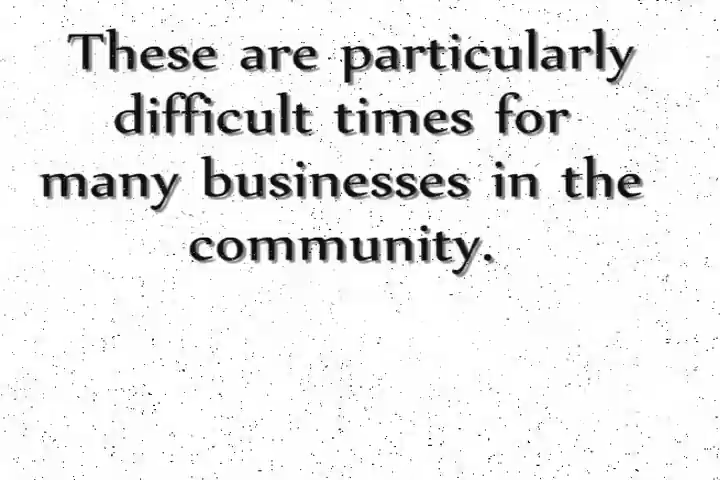 These are particularly
difficult times for
many businesses in the
community.